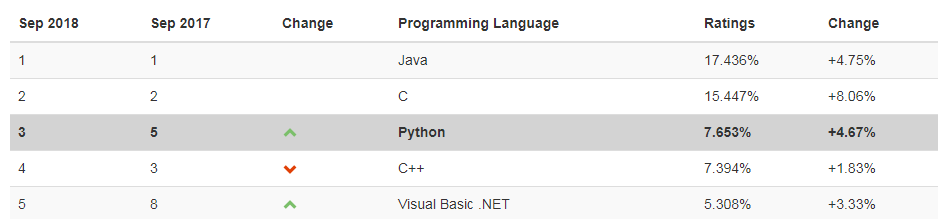 Sep 2018 Sep 2017 Change Programming Language Ratings Change
1 1 Java 17.436% +4.75%
2 2 C 15.447% +8.06%
3 5 Python 7.653% +4.67%
4 3 C++ 7.394% +1.83%
5 8 Visual Basic .NET 5.308% +3.33%